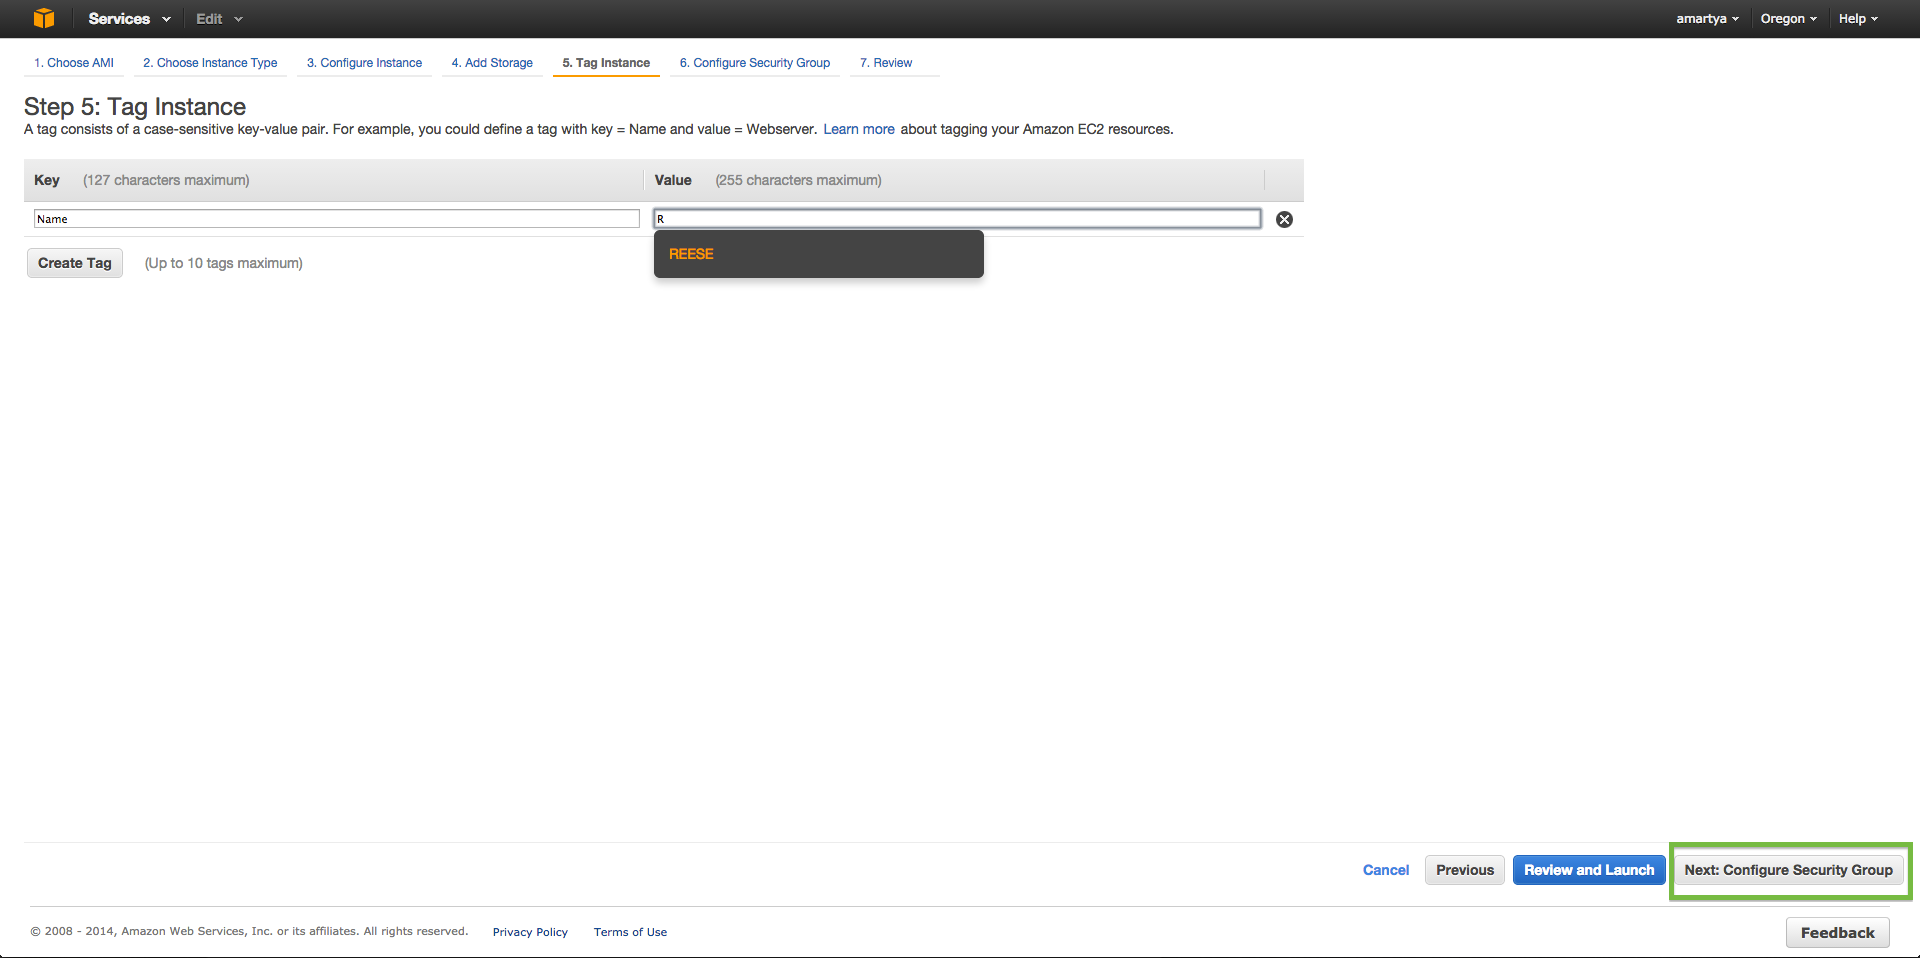 Services Edit amartya Oregon Help
1. Choose AMI 2. Choose Instance Type 3. Configure Instance 4. Add Storage 5. Tag Instance 6. Configure Security Group 7. Review
Step 5: Tag Instance
A tag consists of a case-sensitive key-value pair. For example, you could define a tag with key = Name and value = Webserver. Learn more about tagging your Amazon EC2 resources.
Key (127 characters maximum) Value (255 characters maximum)
Name R
REESE
Create Tag (Up to 10 tags maximum)
Cancel Previous Review and Launch Next: Configure Security Group
© 2008 - 2014, Amazon Web Services, Inc. or its affiliates. All rights reserved. Privacy Policy Terms of Use Feedback